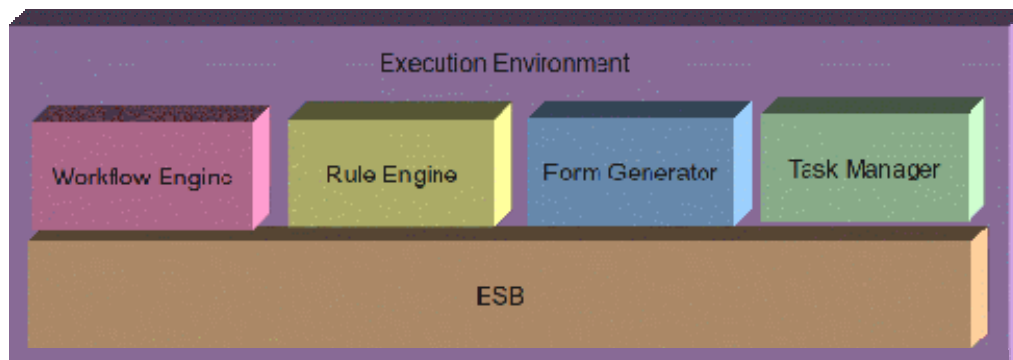 Execution Environment
Workflow Engine
Rule Engine
Form Generator
Task Manager
ESB